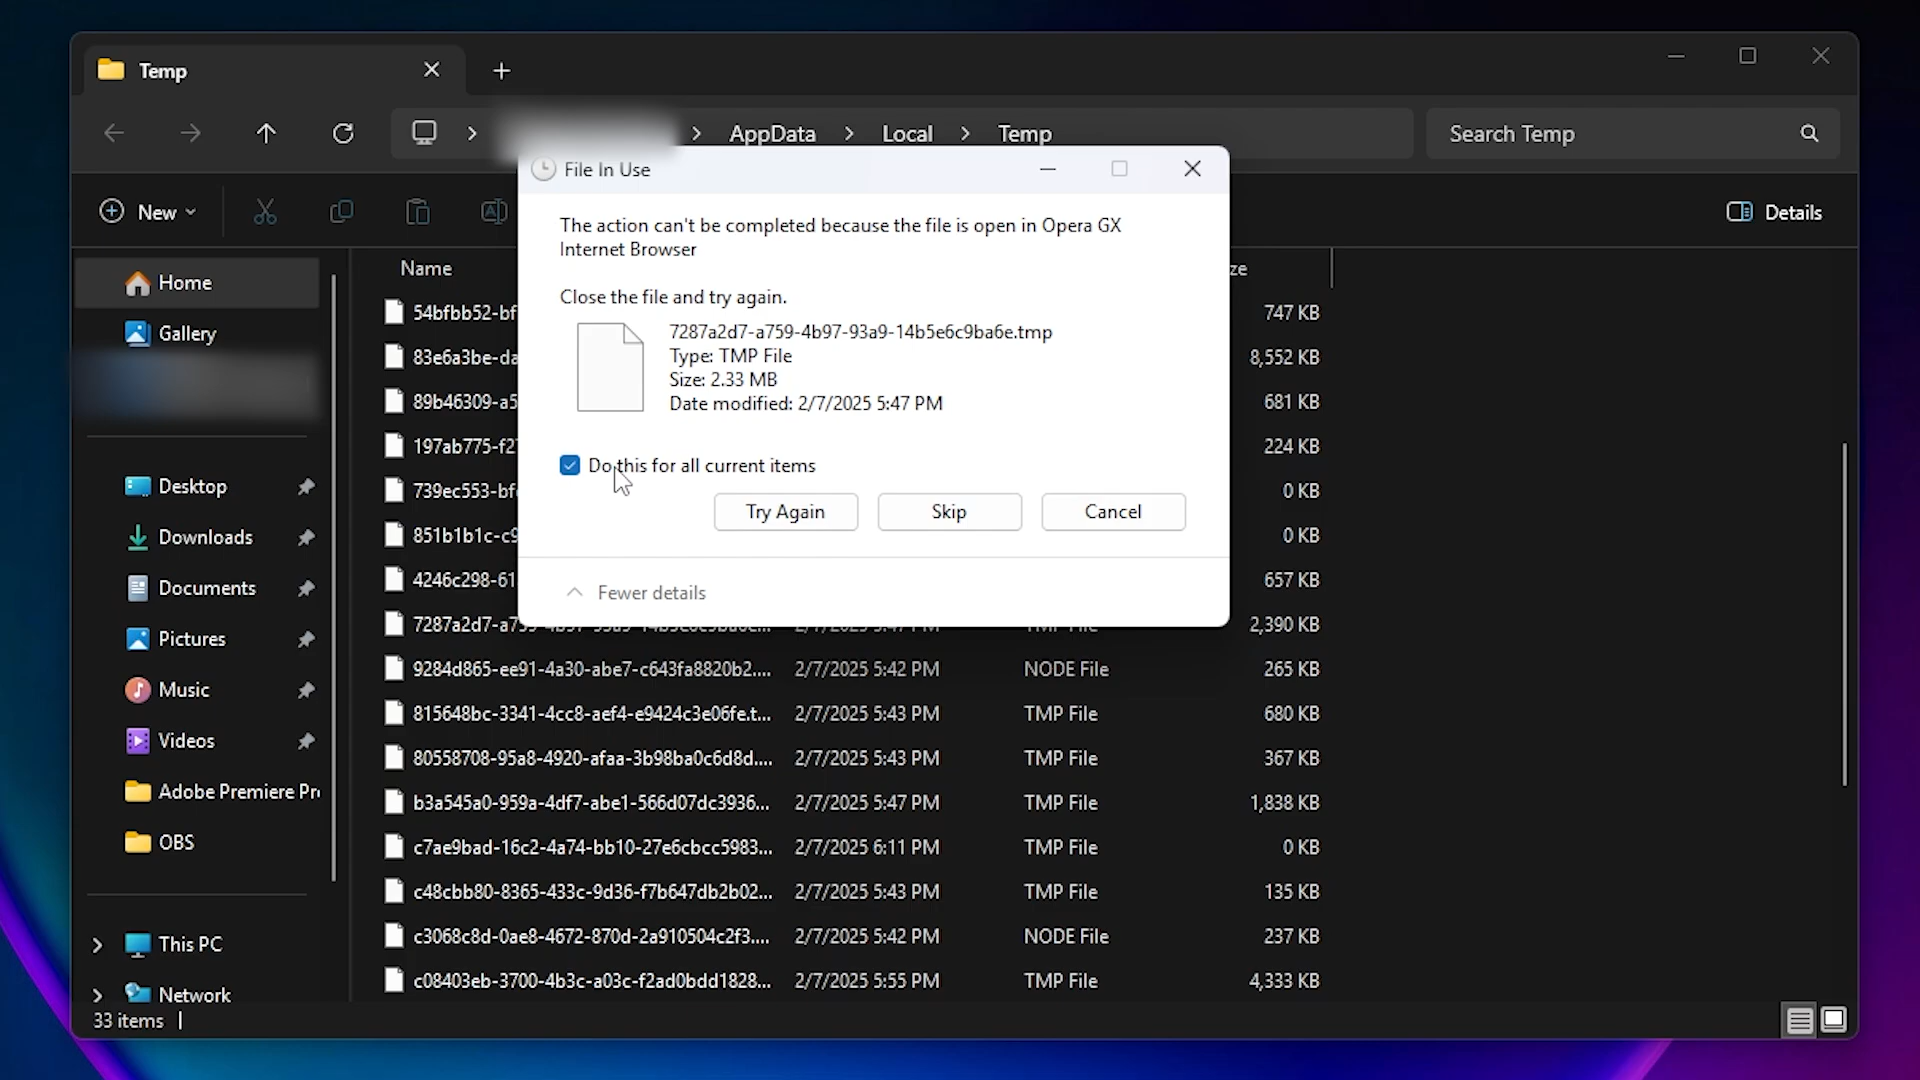 Temp
AppData > Local > Temp
Search Temp
New
Details
File In Use
The action can't be completed because the file is open in Opera GX
Internet Browser
Close the file and try again.
7287a2d7-a759-4b97-93a9-14b5e6c9ba6e.tmp
Type: TMP File
Size: 2.33 MB
Date modified: 2/7/2025 5:47 PM
Do this for all current items
Try Again Skip Cancel
Fewer details
Home
Gallery
Desktop
Downloads
Documents
Pictures
Music
Videos
Adobe Premiere Pr
OBS
This PC
Network
Name ze
54bfbb52-bf 747 KB
83e6a3be-da 8,552 KB
89b46309-a5 681 KB
197ab775-f2 224 KB
739ec553-bf 0 KB
851b1b1c-c9 0 KB
4246c298-61 657 KB
2,390 KB
9284d865-ee91-4a30-abe7-c643fa8820b2.... 2/7/2025 5:42 PM NODE File 265 KB
815648bc-3341-4cc8-aef4-e9424c3e06fe.t... 2/7/2025 5:43 PM TMP File 680 KB
80558708-95a8-4920-afaa-3b98ba0c6d8d.... 2/7/2025 5:43 PM TMP File 367 KB
b3a545a0-959a-4df7-abe1-566d07dc3936... 2/7/2025 5:47 PM TMP File 1,838 KB
c7ae9bad-16c2-4a74-bb10-27e6cbcc5983... 2/7/2025 6:11 PM TMP File 0 KB
c48cbb80-8365-433c-9d36-f7b647db2b02... 2/7/2025 5:43 PM TMP File 135 KB
c3068c8d-0ae8-4672-870d-2a910504c2f3.... 2/7/2025 5:42 PM NODE File 237 KB
c08403eb-3700-4b3c-a03c-f2ad0bdd1828... 2/7/2025 5:55 PM TMP File 4,333 KB
33 items